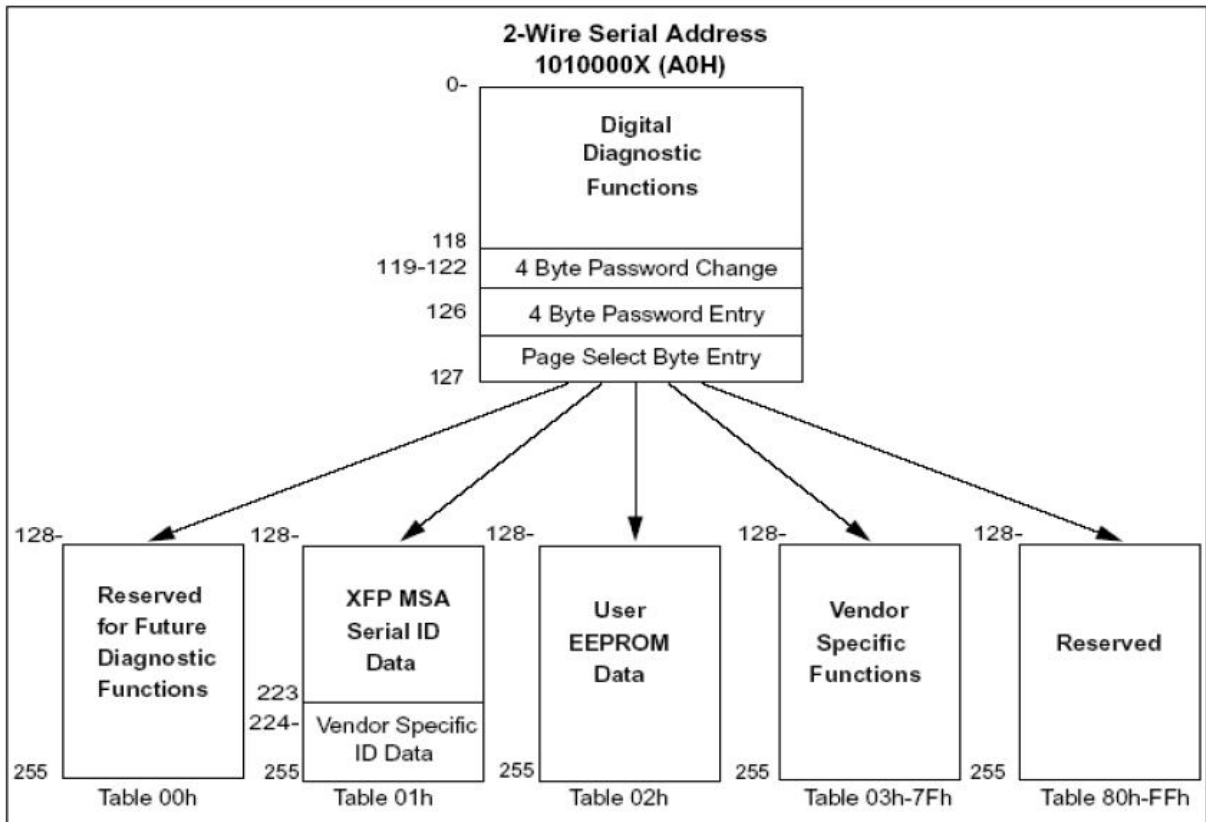 2-Wire Serial Address
1010000X (A0H)
0-
Digital
Diagnostic
Functions
118
119-122
4 Byte Password Change
126
4 Byte Password Entry
Page Select Byte Entry
127
128-
Reserved
for Future
Diagnostic
Functions
255
Table 00h
128-
XFP MSA
Serial ID
Data
223
224-
Vendor Specific
ID Data
255
Table 01h
128-
User
EEPROM
Data
255
Table 02h
128-
Vendor
Specific
Functions
255
Table 03h-7Fh
128-
Reserved
255
Table 80h-FFh